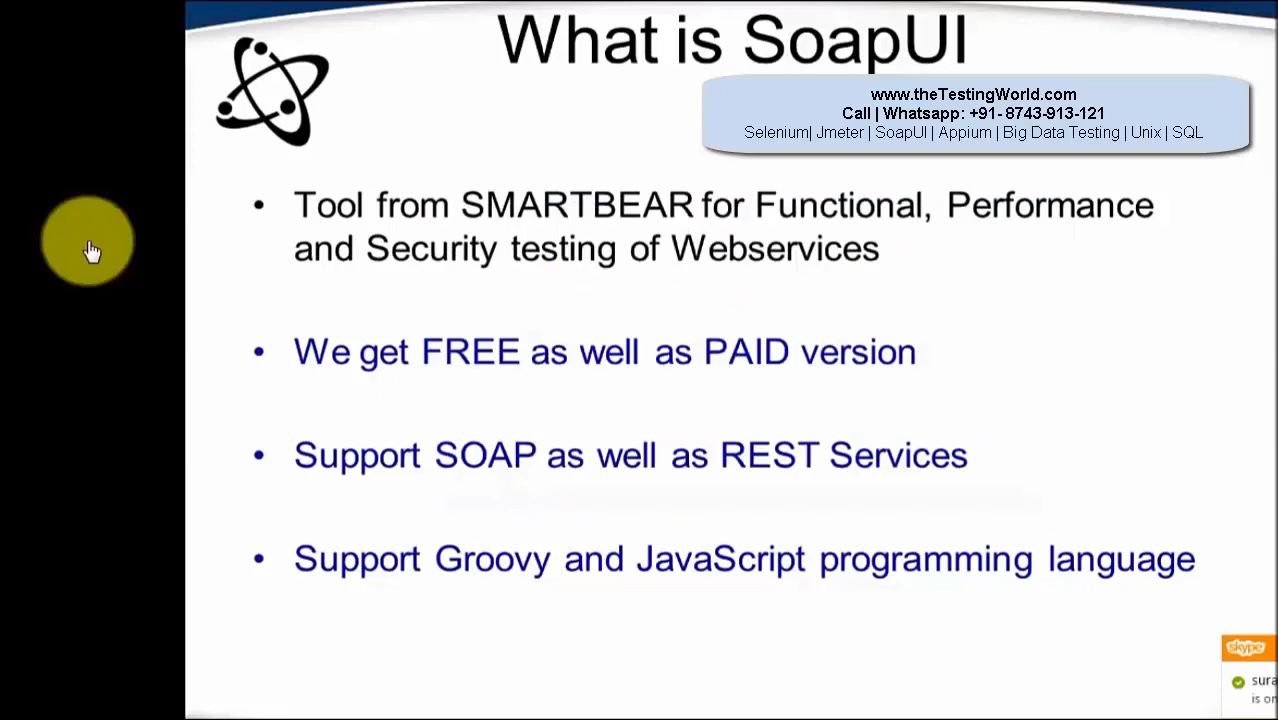 What is SoapUI
www.theTestingWorld.com
Call | Whatsapp: +91- 8743-913-121
Selenium| Jmeter | SoapUI | Appium | Big Data Testing | Unix | SQL
• Tool from SMARTBEAR for Functional, Performance
and Security testing of Webservices
• We get FREE as well as PAID version
• Support SOAP as well as REST Services
• Support Groovy and JavaScript programming language
skype
is